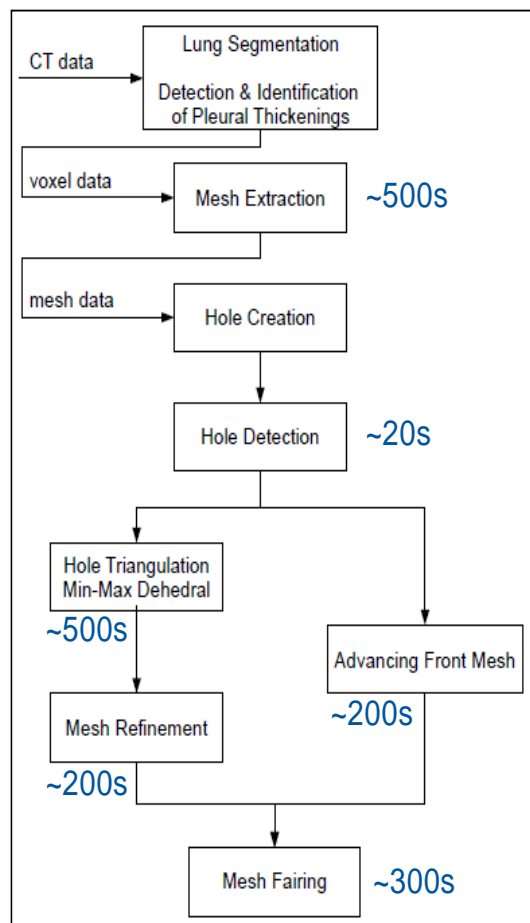 CT data
Lung Segmentation
Detection & Identification
of Pleural Thickenings
voxel data
Mesh Extraction
~500s
mesh data
Hole Creation
Hole Detection
~20s
Hole Triangulation
Min-Max Dehedral
~500s
Advancing Front Mesh
~200s
Mesh Refinement
~200s
Mesh Fairing
~300s